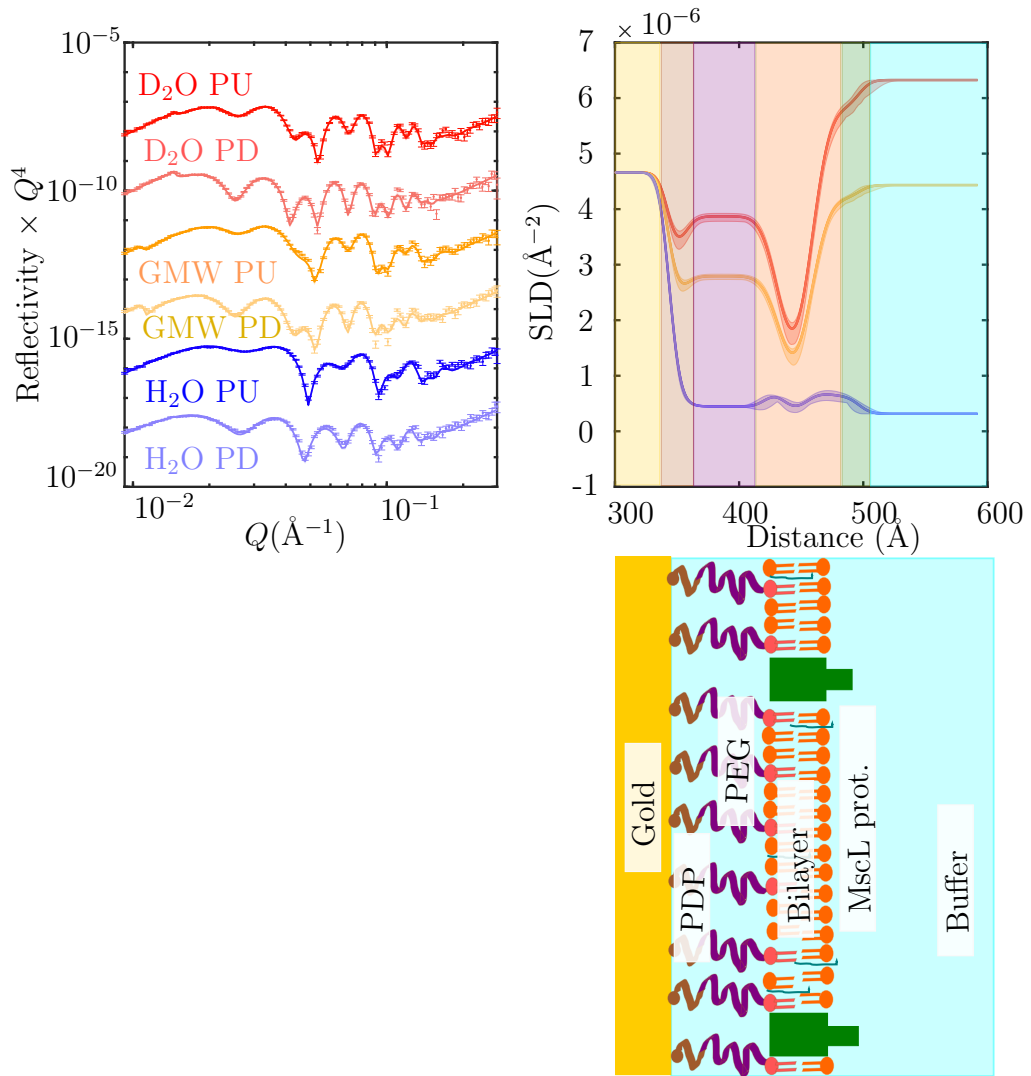 10⁻⁵
10⁻¹⁰
10⁻¹⁵
10⁻²⁰
Reflectivity × Q⁴
D₂O PU
D₂O PD
GMW PU
GMW PD
H₂O PU
H₂O PD
10⁻² 10⁻¹
Q(Å⁻¹)
× 10⁻⁶
7
6
5
4
3
2
1
0
-1
SLD(Å⁻²)
300 400 500 600
Distance (Å)
Gold
PDP
PEG
Bilayer
MscL prot.
Buffer